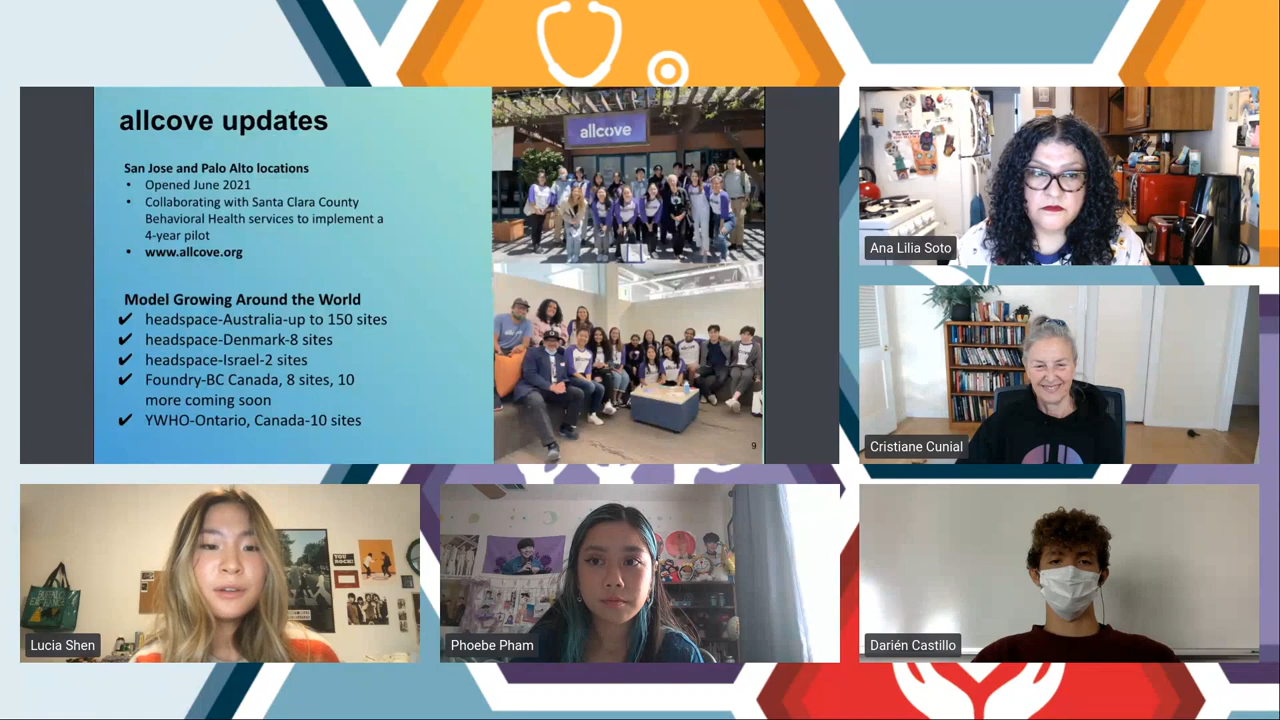 allcove updates
San Jose and Palo Alto locations
• Opened June 2021
• Collaborating with Santa Clara County
Behavioral Health services to implement a
4-year pilot
• www.allcove.org
Model Growing Around the World
✔ headspace-Australia-up to 150 sites
✔ headspace-Denmark-8 sites
✔ headspace-Israel-2 sites
✔ Foundry-BC Canada, 8 sites, 10
more coming soon
✔ YWHO-Ontario, Canada-10 sites
allcove
9
Ana Lilia Soto
Cristiane Cunial
YOU
ROCK!
Lucia Shen
Phoebe Pham
Darién Castillo